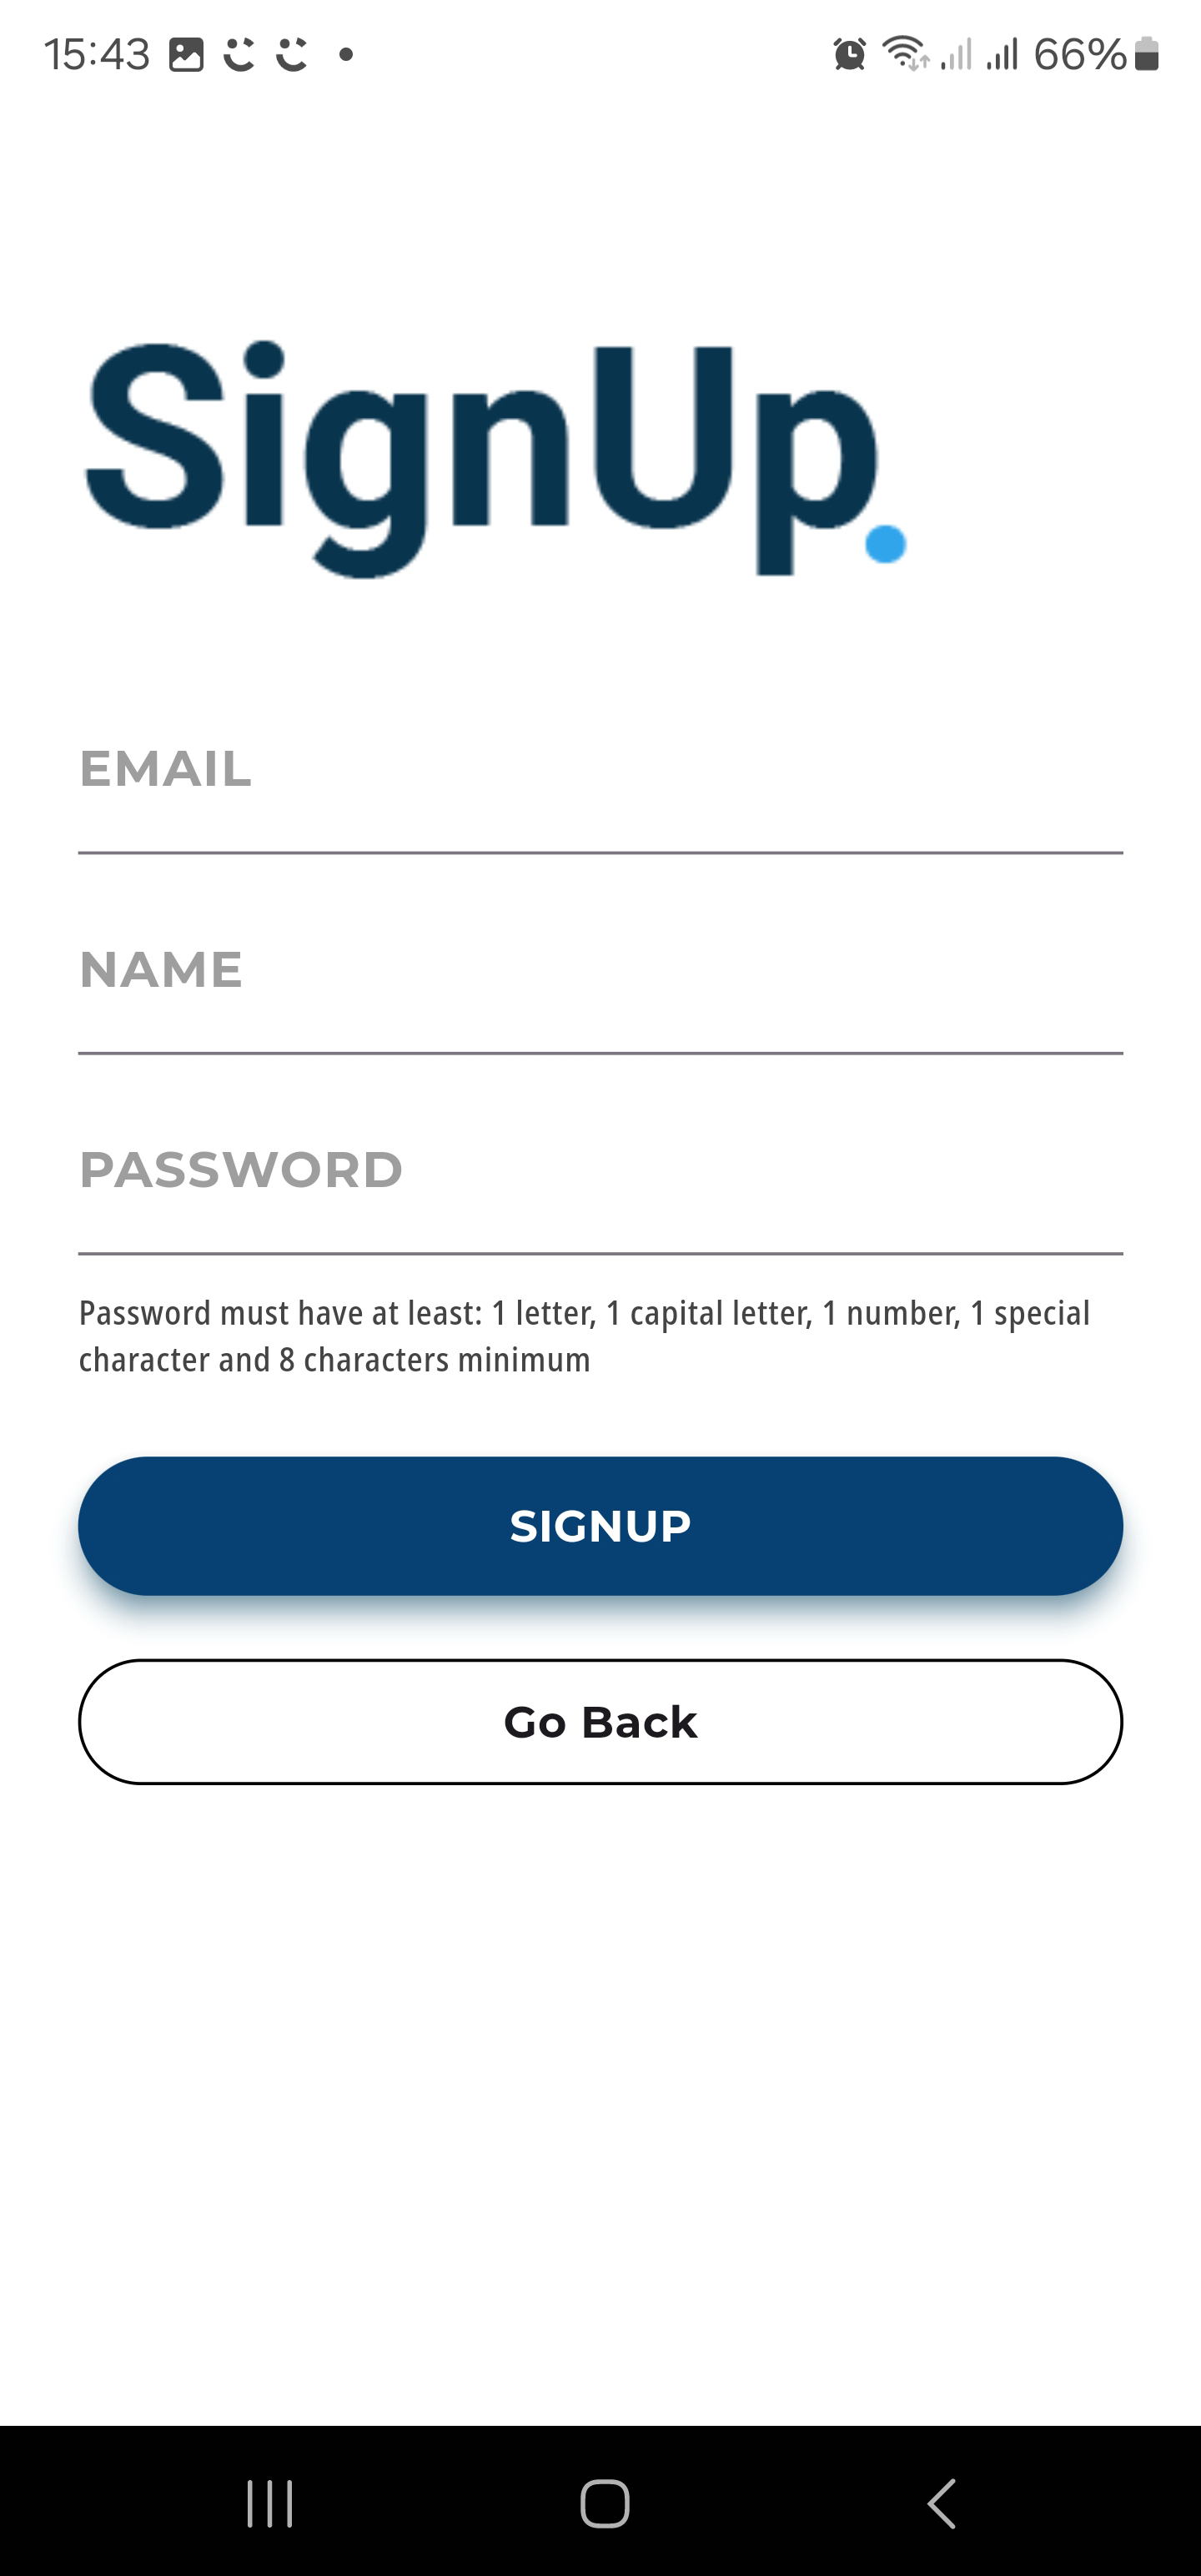 15:43
66%
SignUp.
EMAIL
NAME
PASSWORD
Password must have at least: 1 letter, 1 capital letter, 1 number, 1 special
character and 8 characters minimum
SIGNUP
Go Back